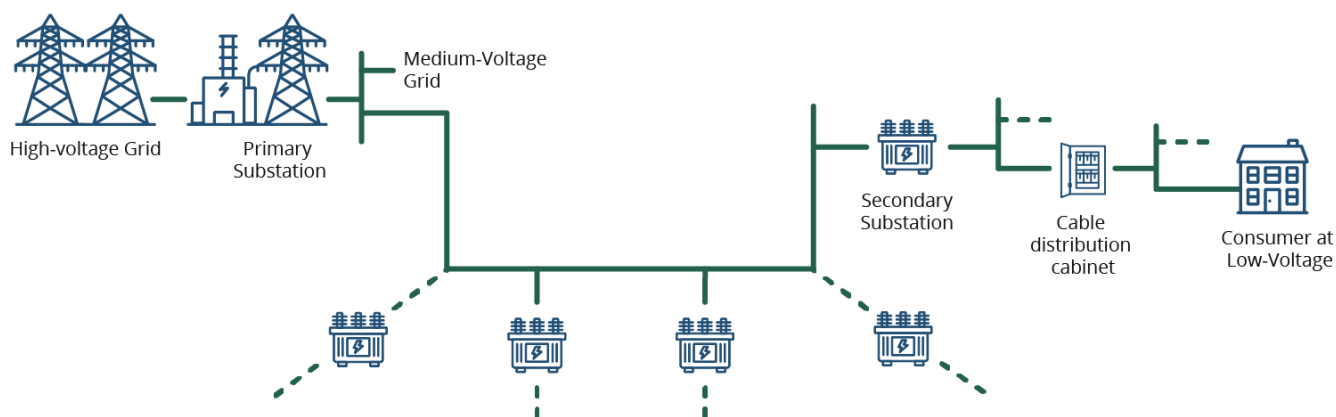 High-voltage Grid
Primary
Substation
Medium-Voltage
Grid
Secondary
Substation
Cable
distribution
cabinet
Consumer at
Low-Voltage